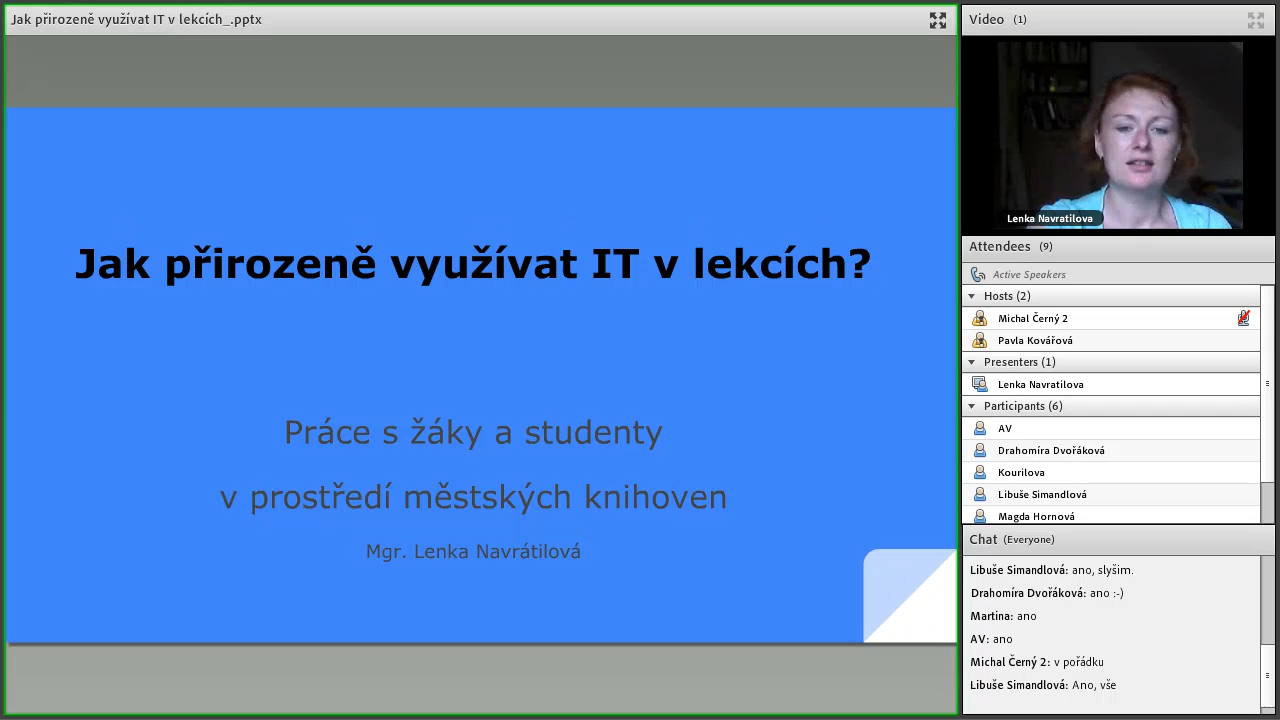 Jak přirozeně využívat IT v lekcích_.pptx
Jak přirozeně využívat IT v lekcích?
Práce s žáky a studenty
v prostředí městských knihoven
Mgr. Lenka Navrátilová
Video (1)
Lenka Navratilova
Attendees (9)
Active Speakers
Hosts (2)
Michal Černý 2
Pavla Kovářová
Presenters (1)
Lenka Navratilova
Participants (6)
AV
Drahomíra Dvořáková
Kourilova
Libuše Simandlová
Magda Hornová
Chat (Everyone)
Libuše Simandlová: ano, slyšim.
Drahomíra Dvořáková: ano :-)
Martina: ano
AV: ano
Michal Černý 2: v pořádku
Libuše Simandlová: Ano, vše